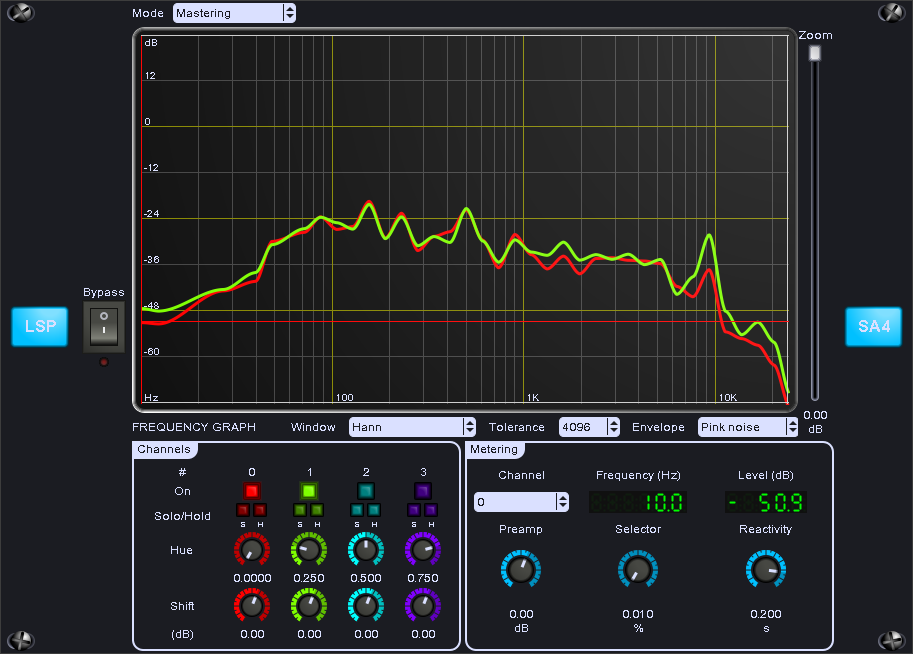 Mode Mastering
Zoom
dB
12
0
-12
-24
-36
Bypass
-48
LSP
SA4
-60
Hz 100 1K 10K
0.00
dB
FREQUENCY GRAPH Window Hann Tolerance 4096 Envelope Pink noise
Channels
# 0 1 2 3
On
Solo/Hold
S H S H S H S H
Hue
0.0000 0.250 0.500 0.750
Shift
(dB) 0.00 0.00 0.00 0.00
Metering
Channel Frequency (Hz) Level (dB)
0 10.0 - 50.9
Preamp Selector Reactivity
0.00 0.010 0.200
dB % s